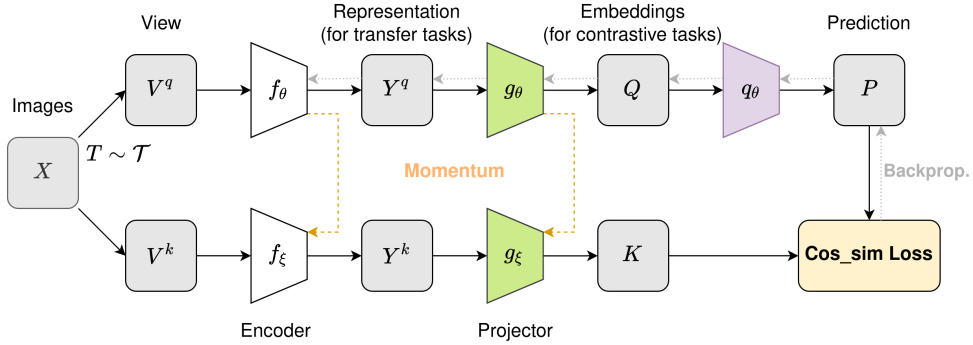 View
Representation
(for transfer tasks)
Embeddings
(for contrastive tasks)
Prediction
Images
V^q
f_θ
Y^q
g_θ
Q
q_θ
P
X
T ∼ 𝒯
Momentum
Backprop.
V^k
f_ξ
Y^k
g_ξ
K
Cos_sim Loss
Encoder
Projector